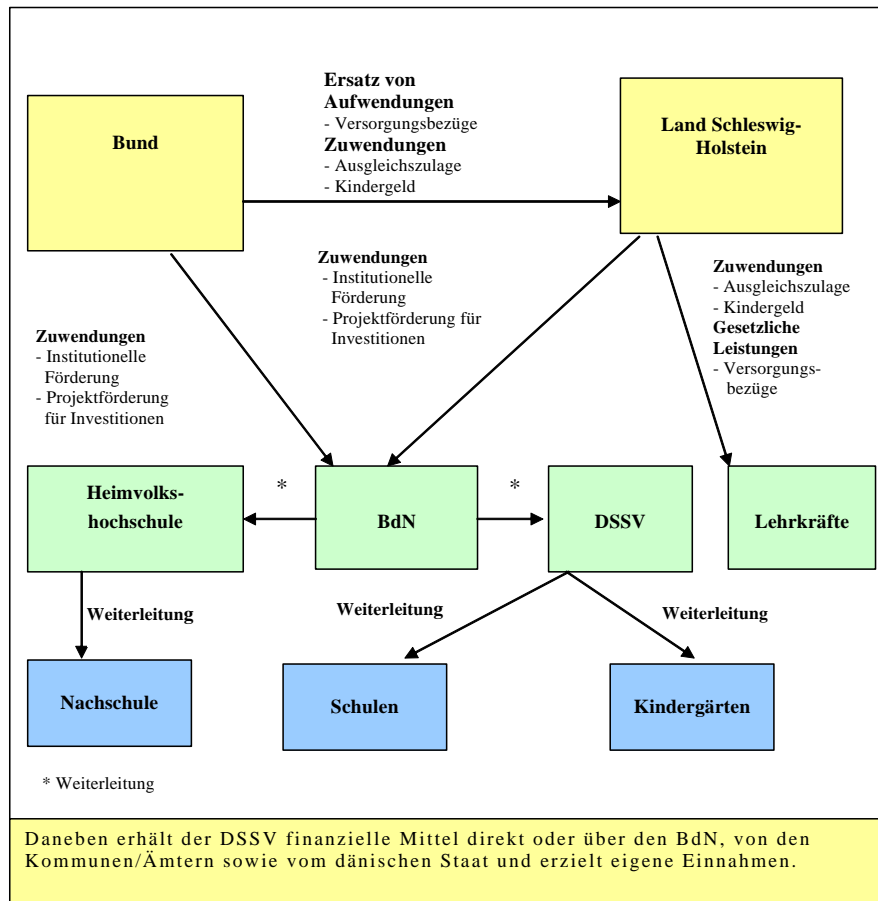 Ersatz von
Aufwendungen
- Versorgungsbezüge
Zuwendungen
- Ausgleichszulage
- Kindergeld
Bund
Land Schleswig-
Holstein
Zuwendungen
- Institutionelle
Förderung
- Projektförderung für
Investitionen
Zuwendungen
- Ausgleichszulage
- Kindergeld
Gesetzliche
Leistungen
- Versorgungs-
bezüge
Zuwendungen
- Institutionelle
Förderung
- Projektförderung
für Investitionen
Heimvolks-
hochschule
*
BdN
*
DSSV
Lehrkräfte
Weiterleitung
Weiterleitung
Weiterleitung
Nachschule
Schulen
Kindergärten
* Weiterleitung
Daneben erhält der DSSV finanzielle Mittel direkt oder über den BdN, von den
Kommunen/Ämtern sowie vom dänischen Staat und erzielt eigene Einnahmen.